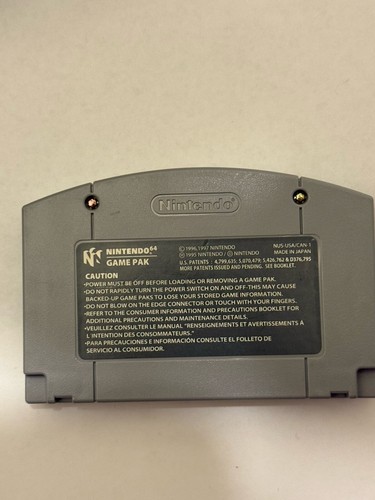 Nintendo®
NINTENDO 64
GAME PAK
© 1996, 1997 NINTENDO
℗ 1995 NINTENDO / © NINTENDO
U.S. PATENTS : 4,799,635; 5,070,479; 5,426,762 & D376,795
MORE PATENTS ISSUED AND PENDING. SEE BOOKLET.
NUS-USA/CAN-1
MADE IN JAPAN
CAUTION
•POWER MUST BE OFF BEFORE LOADING OR REMOVING A GAME PAK.
•DO NOT RAPIDLY TURN THE POWER SWITCH ON AND OFF-THIS MAY CAUSE
BACKED-UP GAME PAKS TO LOSE YOUR STORED GAME INFORMATION.
•DO NOT BLOW ON THE EDGE CONNECTOR OR TOUCH WITH YOUR FINGERS.
•REFER TO THE CONSUMER INFORMATION AND PRECAUTIONS BOOKLET FOR
ADDITIONAL PRECAUTIONS AND MAINTENANCE DETAILS.
•VEUILLEZ CONSULTER LE MANUAL "RENSEIGNEMENTS ET AVERTISSEMENTS À
L'INTENTION DES CONSOMMATEURS."
•PARA PRECAUCIONES E INFORMACIÓN CONSULTE EL FOLLETO DE
SERVICIO AL CONSUMIDOR.